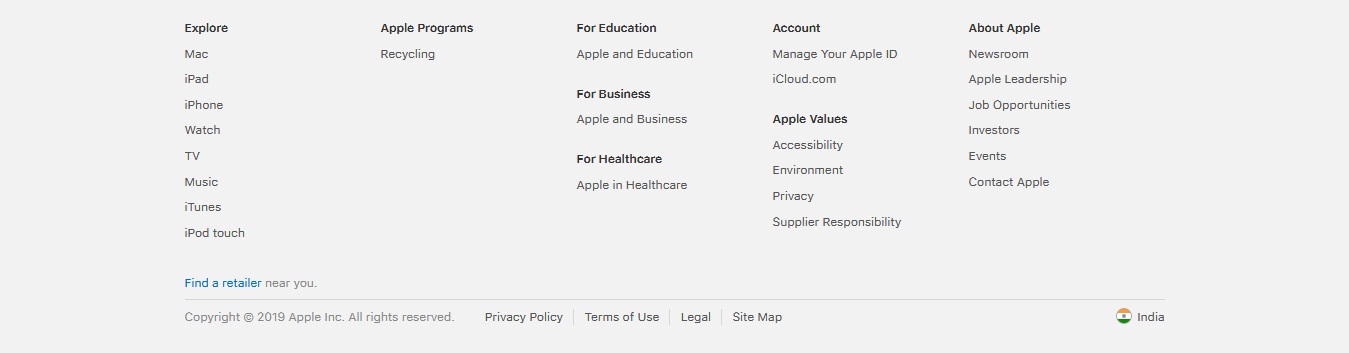 Explore
Mac
iPad
iPhone
Watch
TV
Music
iTunes
iPod touch
Apple Programs
Recycling
For Education
Apple and Education
For Business
Apple and Business
For Healthcare
Apple in Healthcare
Account
Manage Your Apple ID
iCloud.com
Apple Values
Accessibility
Environment
Privacy
Supplier Responsibility
About Apple
Newsroom
Apple Leadership
Job Opportunities
Investors
Events
Contact Apple
Find a retailer near you.
Copyright © 2019 Apple Inc. All rights reserved. Privacy Policy Terms of Use Legal Site Map India